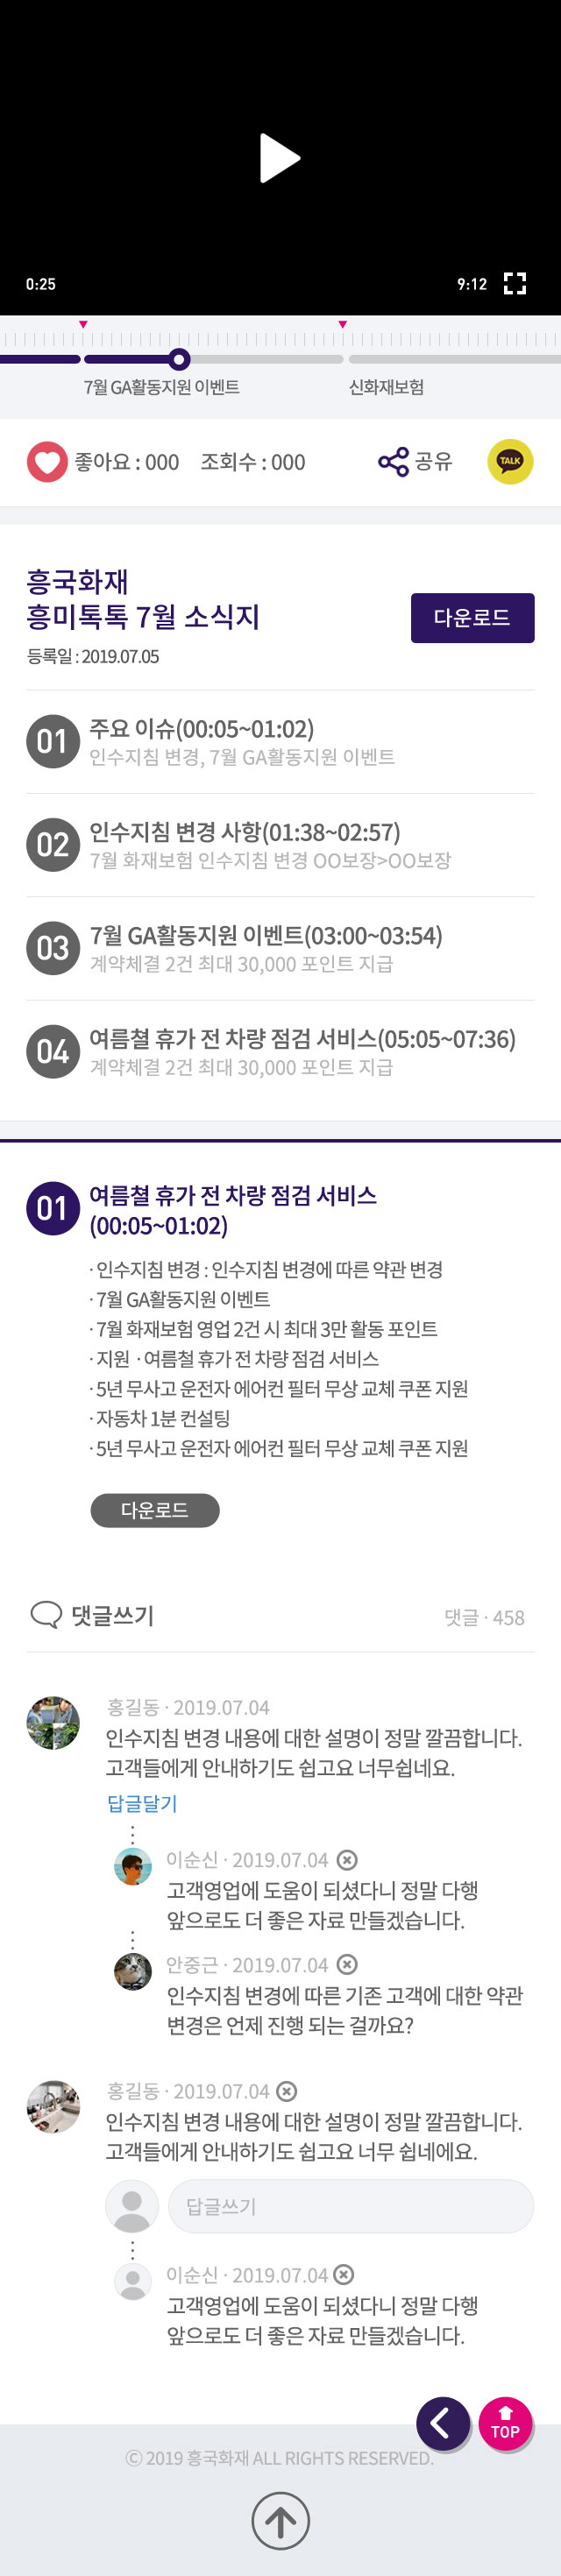 0:25
9:12
7월 GA활동지원 이벤트
신화재보험
좋아요 : 000
조회수 : 000
공유
TALK
흥국화재
흥미톡톡 7월 소식지
다운로드
등록일 : 2019.07.05
01
주요 이슈(00:05~01:02)
인수지침 변경, 7월 GA활동지원 이벤트
02
인수지침 변경 사항(01:38~02:57)
7월 화재보험 인수지침 변경 OO보장>OO보장
03
7월 GA활동지원 이벤트(03:00~03:54)
계약체결 2건 최대 30,000 포인트 지급
04
여름쳘 휴가 전 차량 점검 서비스(05:05~07:36)
계약체결 2건 최대 30,000 포인트 지급
01
여름쳘 휴가 전 차량 점검 서비스
(00:05~01:02)
· 인수지침 변경 : 인수지침 변경에 따른 약관 변경
· 7월 GA활동지원 이벤트
· 7월 화재보험 영업 2건 시 최대 3만 활동 포인트
· 지원 · 여름철 휴가 전 차량 점검 서비스
· 5년 무사고 운전자 에어컨 필터 무상 교체 쿠폰 지원
· 자동차 1분 컨설팅
· 5년 무사고 운전자 에어컨 필터 무상 교체 쿠폰 지원
다운로드
댓글쓰기
댓글 · 458
홍길동 · 2019.07.04
인수지침 변경 내용에 대한 설명이 정말 깔끔합니다.
고객들에게 안내하기도 쉽고요 너무쉽네요.
답글달기
이순신 · 2019.07.04
고객영업에 도움이 되셨다니 정말 다행
앞으로도 더 좋은 자료 만들겠습니다.
안중근 · 2019.07.04
인수지침 변경에 따른 기존 고객에 대한 약관
변경은 언제 진행 되는 걸까요?
홍길동 · 2019.07.04
인수지침 변경 내용에 대한 설명이 정말 깔끔합니다.
고객들에게 안내하기도 쉽고요 너무 쉽네에요.
답글쓰기
이순신 · 2019.07.04
고객영업에 도움이 되셨다니 정말 다행
앞으로도 더 좋은 자료 만들겠습니다.
TOP
ⓒ 2019 흥국화재 ALL RIGHTS RESERVED.